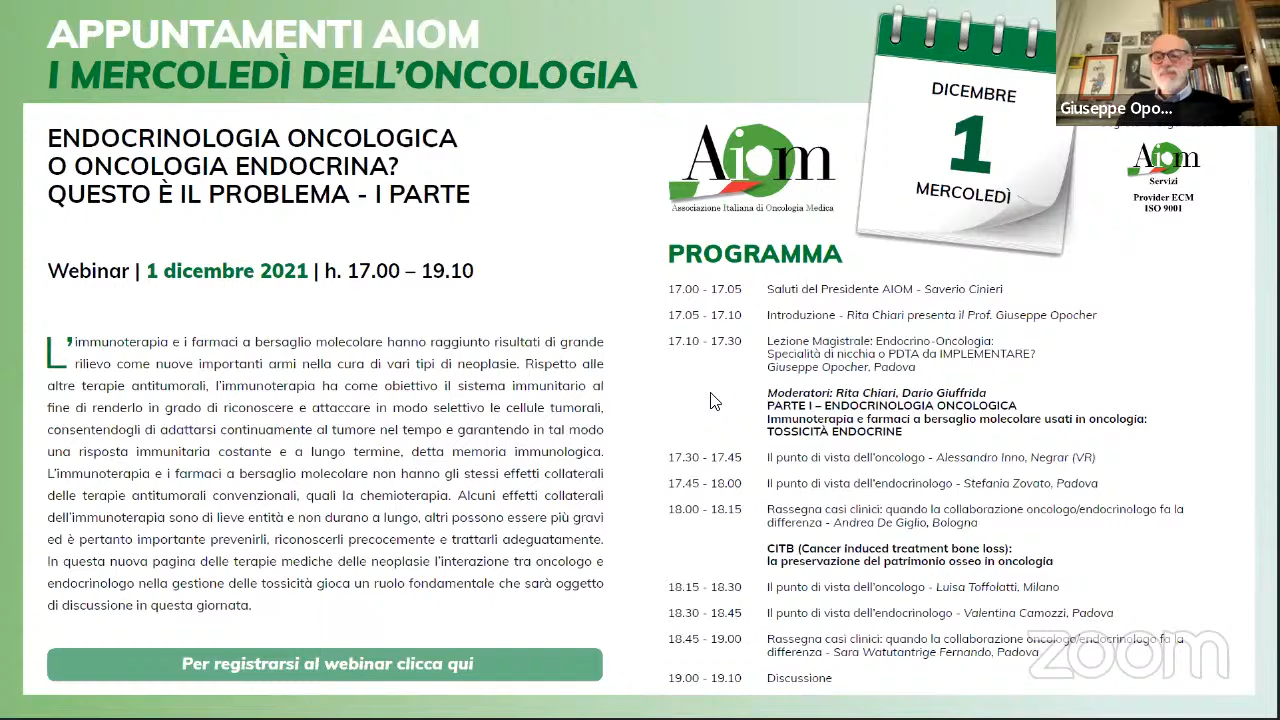 APPUNTAMENTI AIOM
I MERCOLEDÌ DELL'ONCOLOGIA
ENDOCRINOLOGIA ONCOLOGICA
O ONCOLOGIA ENDOCRINA?
QUESTO È IL PROBLEMA - I PARTE
Webinar | 1 dicembre 2021 | h. 17.00 – 19.10
L'immunoterapia e i farmaci a bersaglio molecolare hanno raggiunto risultati di grande
rilievo come nuove importanti armi nella cura di vari tipi di neoplasie. Rispetto alle
altre terapie antitumorali, l'immunoterapia ha come obiettivo il sistema immunitario al
fine di renderlo in grado di riconoscere e attaccare in modo selettivo le cellule tumorali,
consentendogli di adattarsi continuamente al tumore nel tempo e garantendo in tal modo
una risposta immunitaria costante e a lungo termine, detta memoria immunologica.
L'immunoterapia e i farmaci a bersaglio molecolare non hanno gli stessi effetti collaterali
delle terapie antitumorali convenzionali, quali la chemioterapia. Alcuni effetti collaterali
dell'immunoterapia sono di lieve entità e non durano a lungo, altri possono essere più gravi
ed è pertanto importante prevenirli, riconoscerli precocemente e trattarli adeguatamente.
In questa nuova pagina delle terapie mediche delle neoplasie l'interazione tra oncologo e
endocrinologo nella gestione delle tossicità gioca un ruolo fondamentale che sarà oggetto
di discussione in questa giornata.
Per registrarsi al webinar clicca qui
Aiom
Associazione Italiana di Oncologia Medica
DICEMBRE
1
MERCOLEDÌ
Giuseppe Opo...
Aiom
Servizi
Provider ECM
ISO 9001
PROGRAMMA
17.00 - 17.05 Saluti del Presidente AIOM - Saverio Cinieri
17.05 - 17.10 Introduzione - Rita Chiari presenta il Prof. Giuseppe Opocher
17.10 - 17.30 Lezione Magistrale: Endocrino-Oncologia:
Specialità di nicchia o PDTA da IMPLEMENTARE?
Giuseppe Opocher, Padova
Moderatori: Rita Chiari, Dario Giuffrida
PARTE I – ENDOCRINOLOGIA ONCOLOGICA
Immunoterapia e farmaci a bersaglio molecolare usati in oncologia:
TOSSICITÀ ENDOCRINE
17.30 - 17.45 Il punto di vista dell'oncologo - Alessandro Inno, Negrar (VR)
17.45 - 18.00 Il punto di vista dell'endocrinologo - Stefania Zovato, Padova
18.00 - 18.15 Rassegna casi clinici: quando la collaborazione oncologo/endocrinologo fa la
differenza - Andrea De Giglio, Bologna
CITB (Cancer induced treatment bone loss):
la preservazione del patrimonio osseo in oncologia
18.15 - 18.30 Il punto di vista dell'oncologo - Luisa Toffolatti, Milano
18.30 - 18.45 Il punto di vista dell'endocrinologo - Valentina Camozzi, Padova
18.45 - 19.00 Rassegna casi clinici: quando la collaborazione oncologo/endocrinologo fa la
differenza - Sara Watutantrige Fernando, Padova
19.00 - 19.10 Discussione
zoom